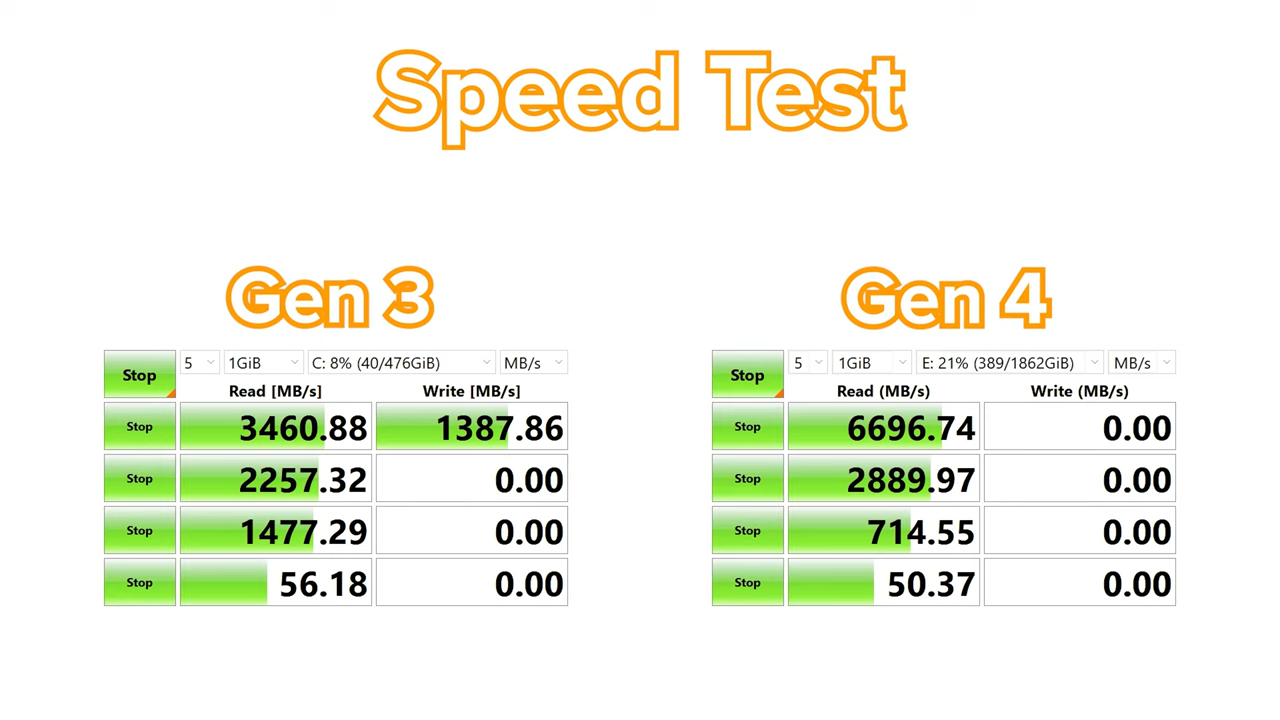 Speed Test
Gen 3
Stop 5 1GiB C: 8% (40/476GiB) MB/s
Read [MB/s] Write [MB/s]
Stop 3460.88 1387.86
Stop 2257.32 0.00
Stop 1477.29 0.00
Stop 56.18 0.00
Gen 4
Stop 5 1GiB E: 21% (389/1862GiB) MB/s
Read (MB/s) Write (MB/s)
Stop 6696.74 0.00
Stop 2889.97 0.00
Stop 714.55 0.00
Stop 50.37 0.00